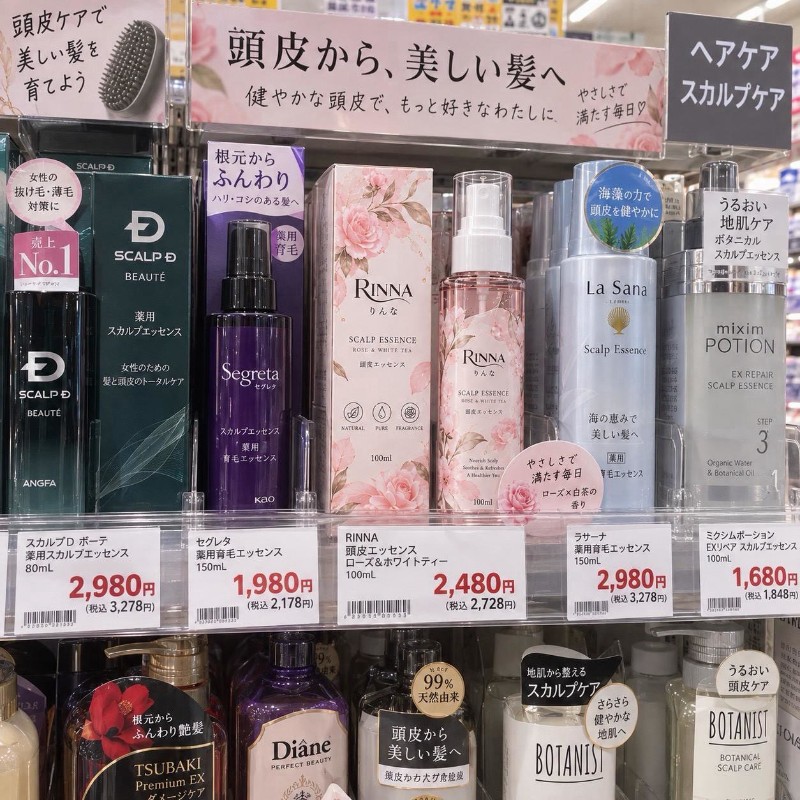 頭皮ケアで
美しい髪を
育てよう
頭皮から、美しい髪へ
健やかな頭皮で、もっと好きなわたしに
やさしさで
満たす毎日♡
ヘアケア
スカルプケア
女性の
抜け毛・薄毛
対策に
売上
No.1
SCALP D
BEAUTÉ
ANGFA
SCALP D
SCALP D
BEAUTÉ
薬用
スカルプエッセンス
女性のための
髪と頭皮のトータルケア
根元から
ふんわり
ハリ・コシのある髪へ
薬用
育毛
Segreta
セグレタ
スカルプエッセンス
薬用
育毛エッセンス
Kao
RINNA
りんな
SCALP ESSENCE
ROSE & WHITE TEA
頭皮エッセンス
NATURAL
PURE
FRAGRANCE
100ml
RINNA
りんな
SCALP ESSENCE
ROSE & WHITE TEA
頭皮エッセンス
Nourish Scalp
Soothes & Refreshes
A Healthier You
100ml
やさしさで
満たす毎日
ローズ×白茶の
香り
海藻の力で
頭皮を健やかに
La Sana
Scalp Essence
海の恵みで
美しい髪へ
薬用
育毛エッセンス
うるおい
地肌ケア
ボタニカル
スカルプエッセンス
mixim
POTION
EX REPAIR
SCALP ESSENCE
STEP
3
Organic Water
& Botanical Oil
スカルプD ボーテ
薬用スカルプエッセンス
80mL
2,980円
(税込 3,278円)
セグレタ
薬用育毛エッセンス
150mL
1,980円
(税込 2,178円)
RINNA
頭皮エッセンス
ローズ&ホワイトティー
100mL
2,480円
(税込 2,728円)
ラサーナ
薬用育毛エッセンス
150mL
2,980円
(税込 3,278円)
ミクシムポーション
EXリペア スカルプエッセンス
100mL
1,680円
(税込 1,848円)
根元から
ふんわり艶髪
TSUBAKI
Premium EX
ダメージケア
Diâne
PERFECT BEAUTY
99%
天然由来
頭皮から
美しい髪へ
地肌から整える
スカルプケア
さらさら
健やかな
地肌へ
BOTANIST
うるおい
頭皮ケア
BOTANIST
BOTANICAL
SCALP CARE